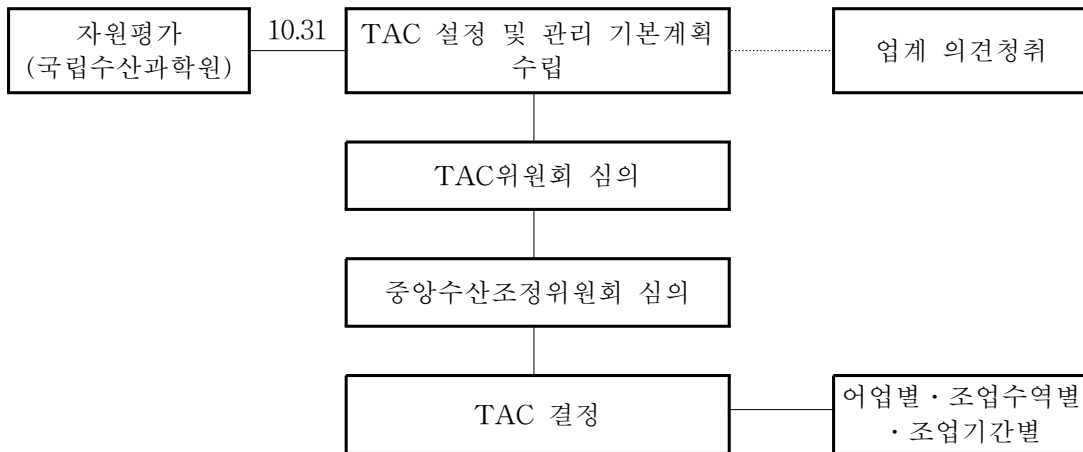 자원평가
(국립수산과학원)
10.31
TAC 설정 및 관리 기본계획
수립
업계 의견청취
TAC위원회 심의
중앙수산조정위원회 심의
TAC 결정
어업별・조업수역별
・조업기간별